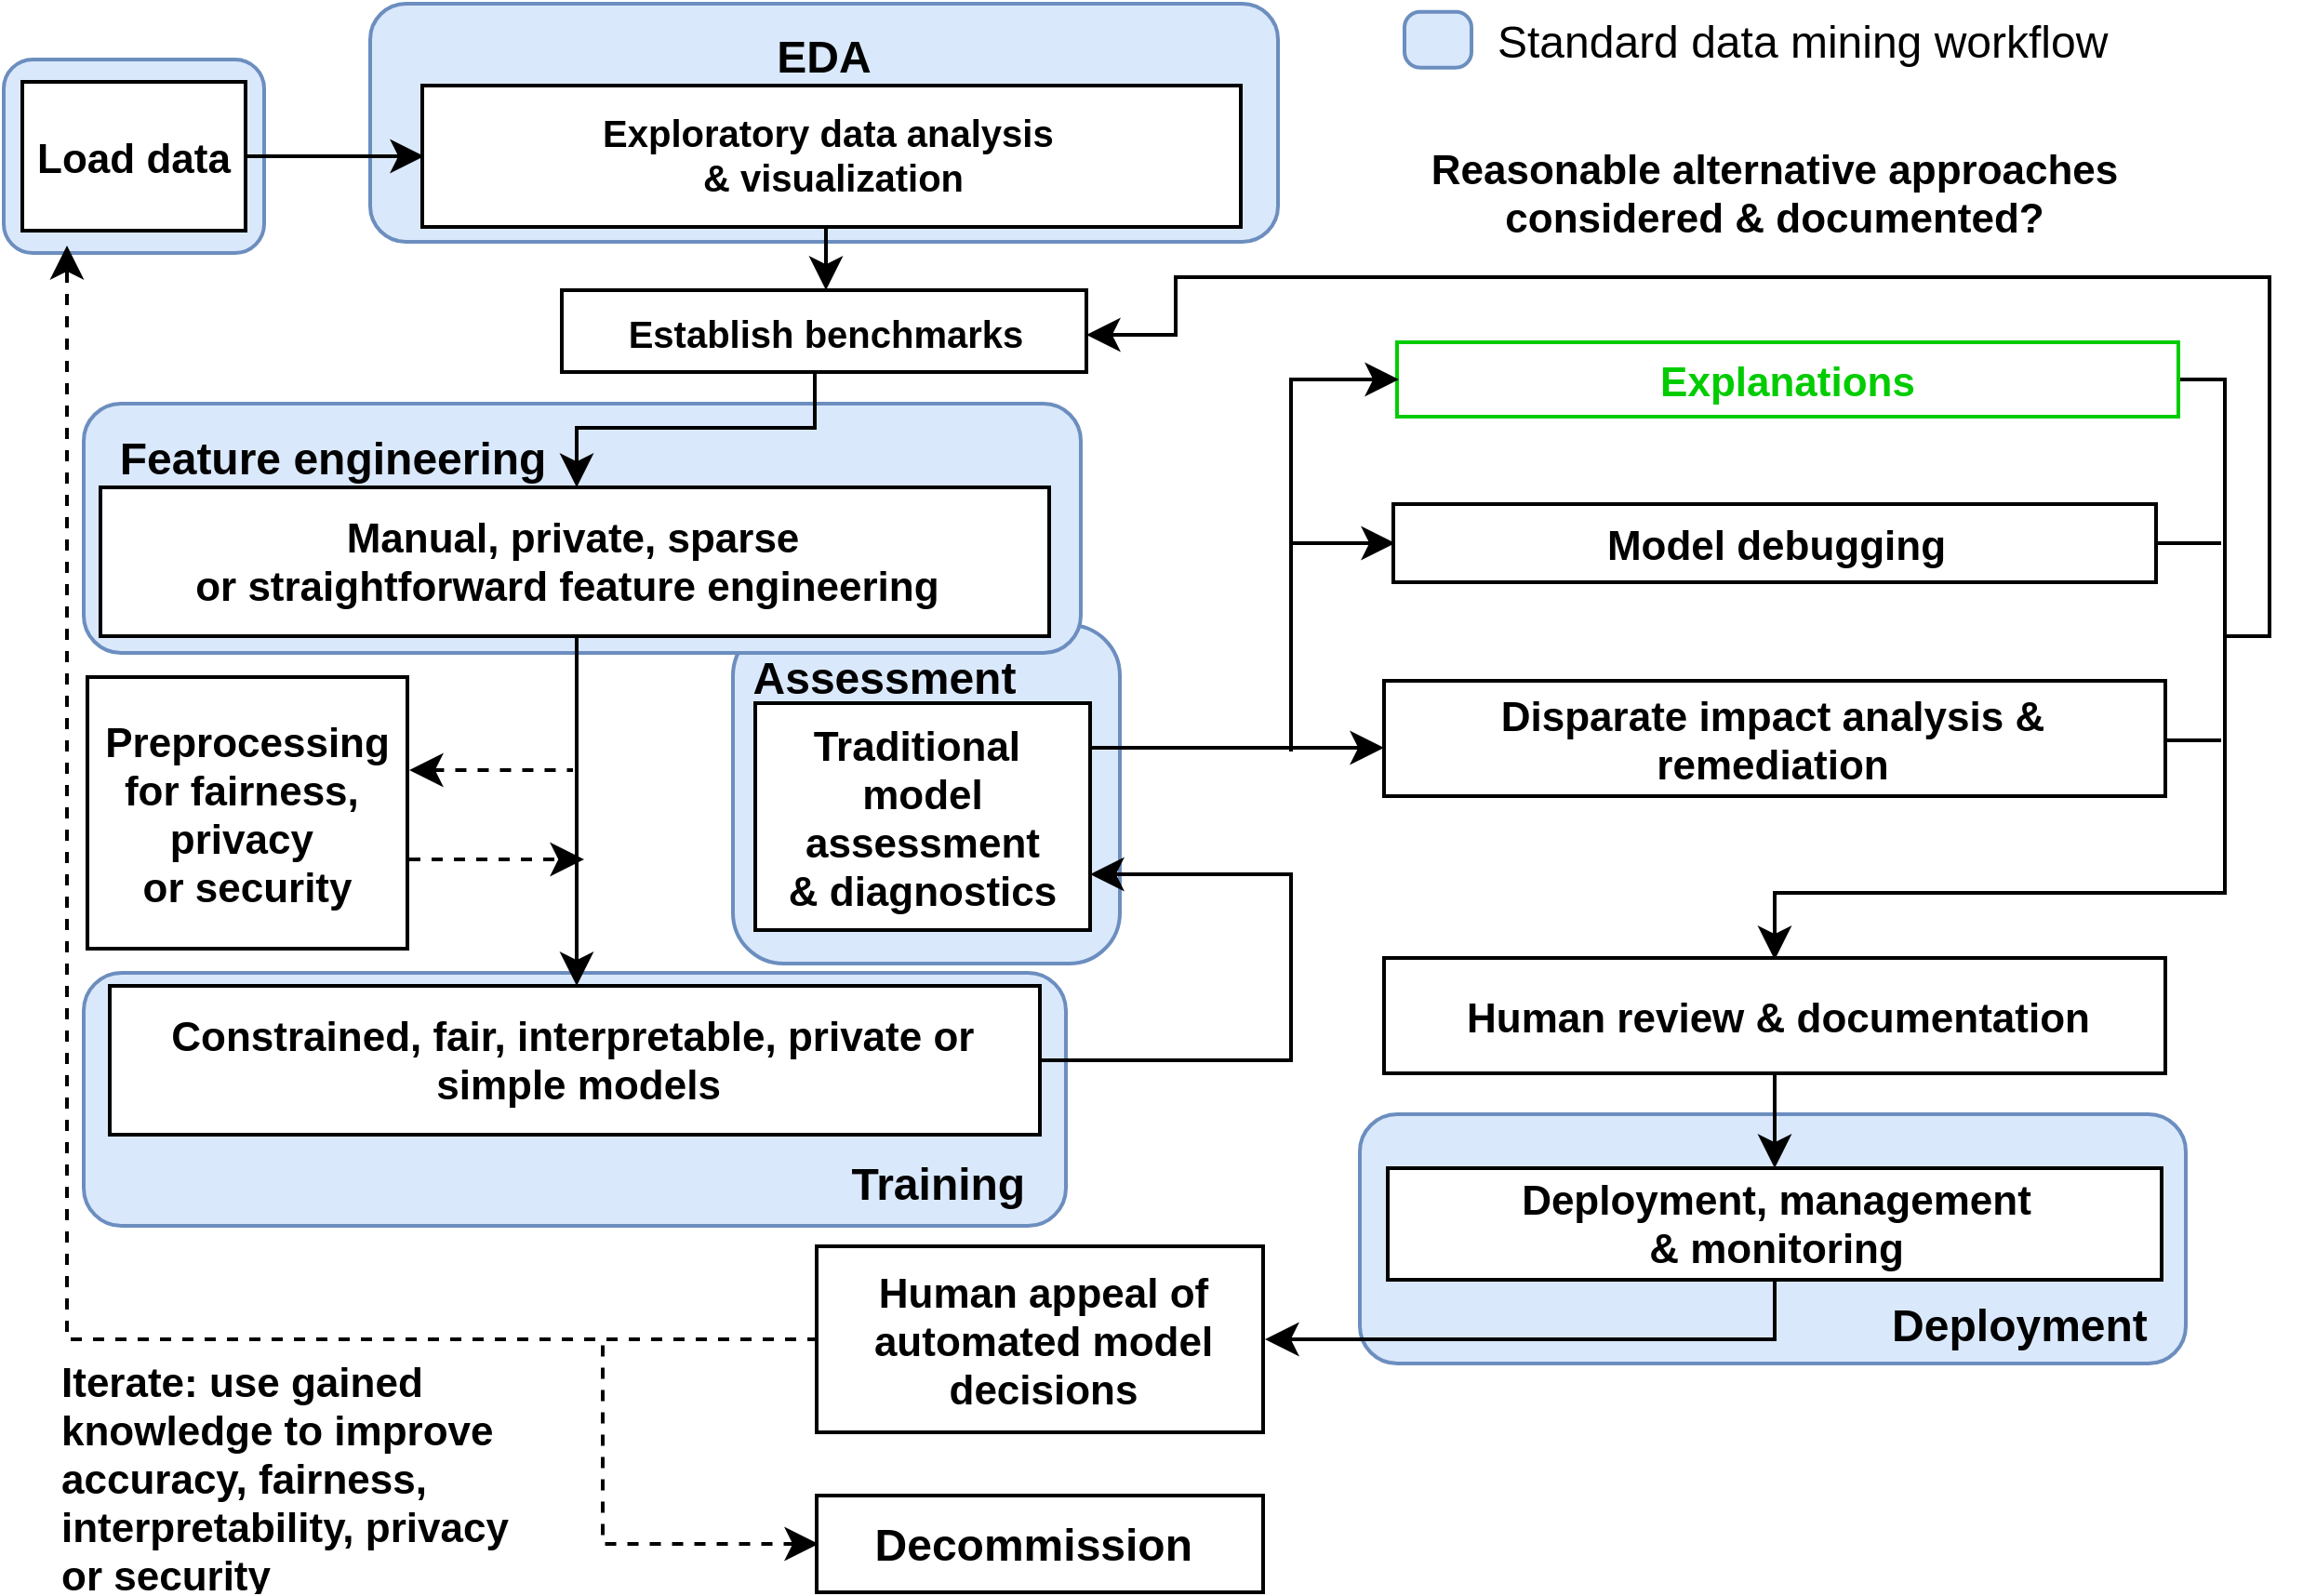 EDA
Standard data mining workflow
Load data
Exploratory data analysis
& visualization
Reasonable alternative approaches
considered & documented?
Establish benchmarks
Explanations
Feature engineering
Manual, private, sparse
or straightforward feature engineering
Model debugging
Assessment
Preprocessing
for fairness,
privacy
or security
Traditional
model
assessment
& diagnostics
Disparate impact analysis &
remediation
Constrained, fair, interpretable, private or
simple models
Training
Human review & documentation
Deployment, management
& monitoring
Deployment
Human appeal of
automated model
decisions
Iterate: use gained
knowledge to improve
accuracy, fairness,
interpretability, privacy
or security
Decommission